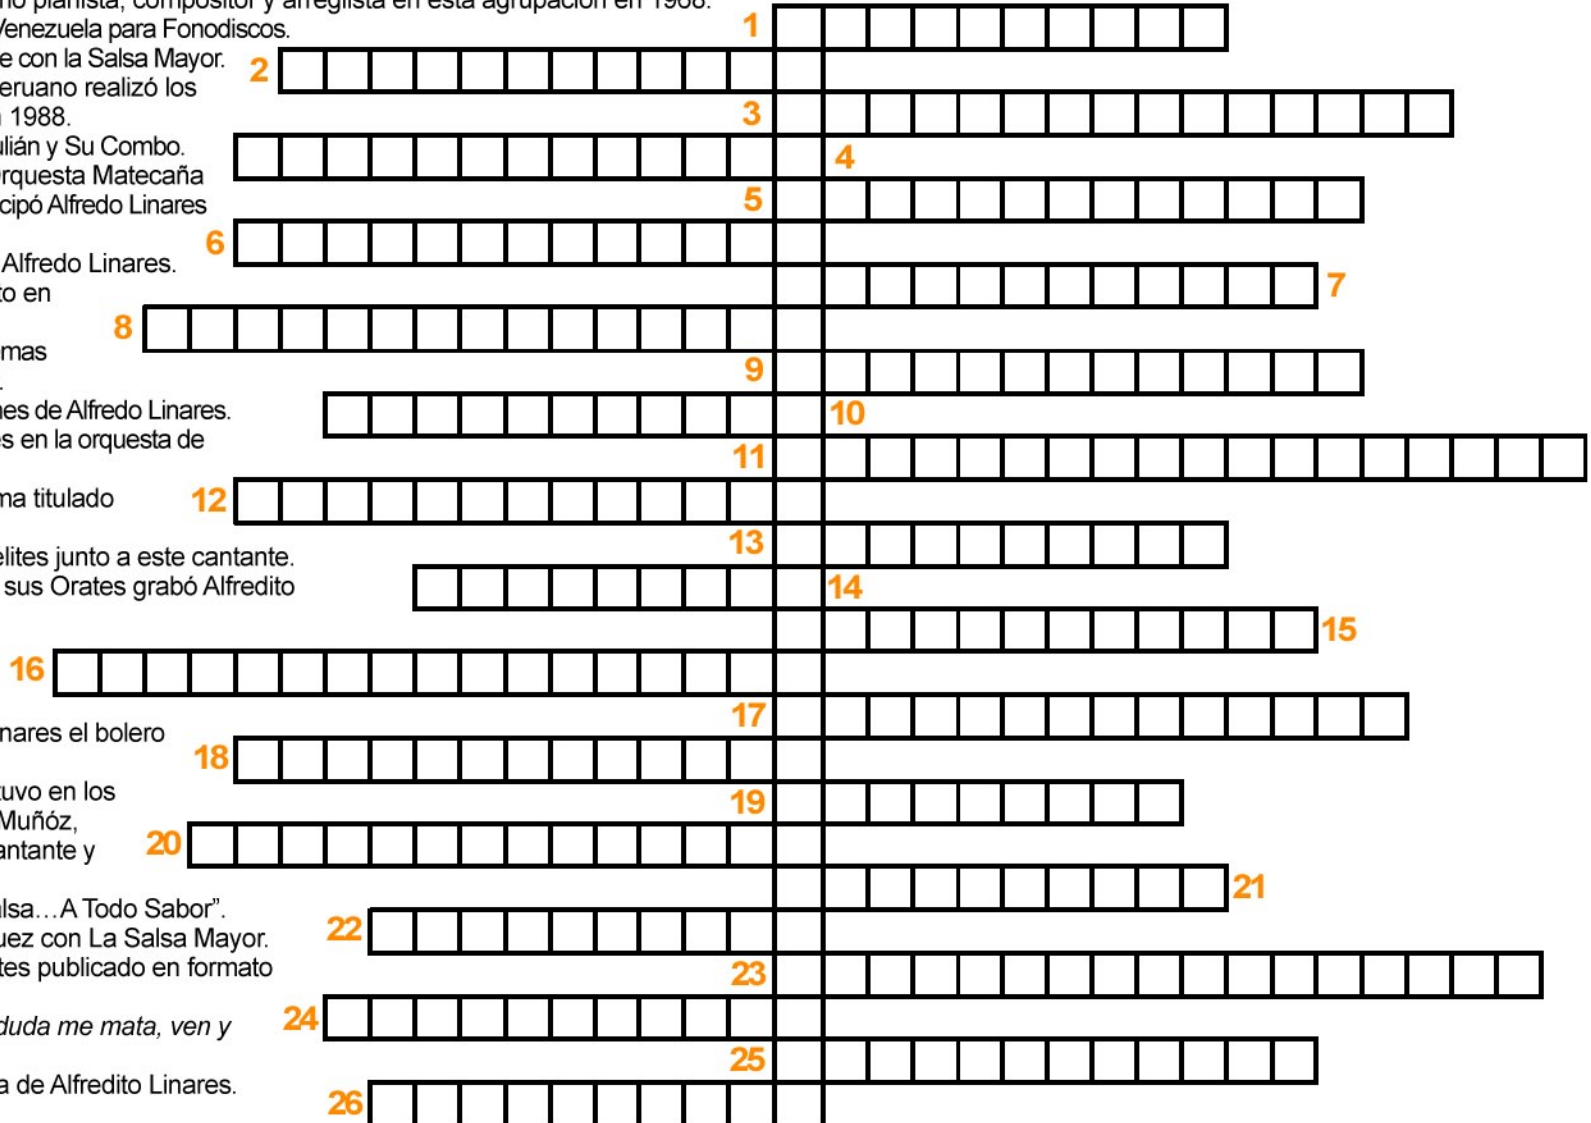 no pianista, compositor y arreglista en esta agrupación en 1968.
Venezuela para Fonodiscos.
1
e con la Salsa Mayor.
2
eruano realizó los
1988.
3
ulián y Su Combo.
4
rquesta Matecaña
cipó Alfredo Linares
5
6
Alfredo Linares.
to en
7
8
emas
9
nes de Alfredo Linares.
10
es en la orquesta de
11
ma titulado
12
13
elites junto a este cantante.
sus Orates grabó Alfredito
14
15
16
17
nares el bolero
18
tuvo en los
19
Muñóz,
antante y
20
21
alsa…A Todo Sabor”.
22
uez con La Salsa Mayor.
tes publicado en formato
23
duda me mata, ven y
24
25
a de Alfredito Linares.
26